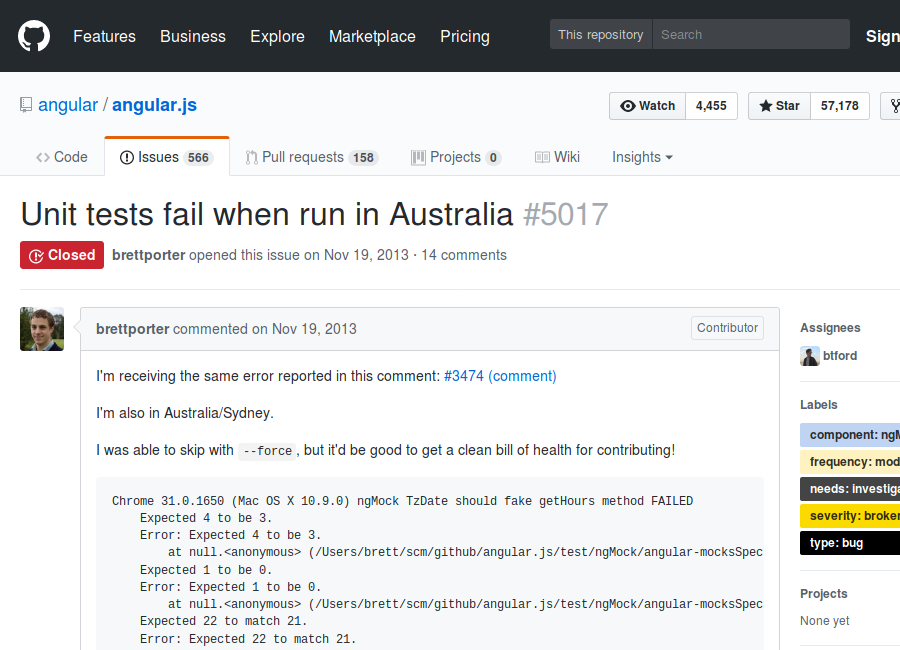 Features Business Explore Marketplace Pricing This repository Search Sign
angular / angular.js Watch 4,455 Star 57,178
Code Issues 566 Pull requests 158 Projects 0 Wiki Insights
Unit tests fail when run in Australia #5017
Closed brettporter opened this issue on Nov 19, 2013 · 14 comments
brettporter commented on Nov 19, 2013 Contributor
I'm receiving the same error reported in this comment: #3474 (comment)
I'm also in Australia/Sydney.
I was able to skip with --force, but it'd be good to get a clean bill of health for contributing!
Chrome 31.0.1650 (Mac OS X 10.9.0) ngMock TzDate should fake getHours method FAILED
Expected 4 to be 3.
Error: Expected 4 to be 3.
at null.<anonymous> (/Users/brett/scm/github/angular.js/test/ngMock/angular-mocksSpec
Expected 1 to be 0.
Error: Expected 1 to be 0.
at null.<anonymous> (/Users/brett/scm/github/angular.js/test/ngMock/angular-mocksSpec
Expected 22 to match 21.
Error: Expected 22 to match 21.
Assignees
btford
Labels
component: ngM
frequency: mod
needs: investiga
severity: broken
type: bug
Projects
None yet